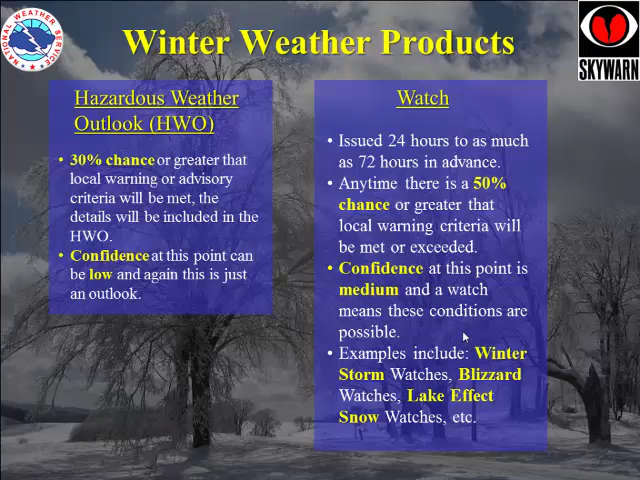 NATIONAL WEATHER SERVICE
Winter Weather Products
SKYWARN
Hazardous Weather
Outlook (HWO)
• 30% chance or greater that
local warning or advisory
criteria will be met, the
details will be included in the
HWO.
• Confidence at this point can
be low and again this is just
an outlook.
Watch
• Issued 24 hours to as much
as 72 hours in advance.
• Anytime there is a 50%
chance or greater that
local warning criteria will
be met or exceeded.
• Confidence at this point is
medium and a watch
means these conditions are
possible.
• Examples include: Winter
Storm Watches, Blizzard
Watches, Lake Effect
Snow Watches, etc.